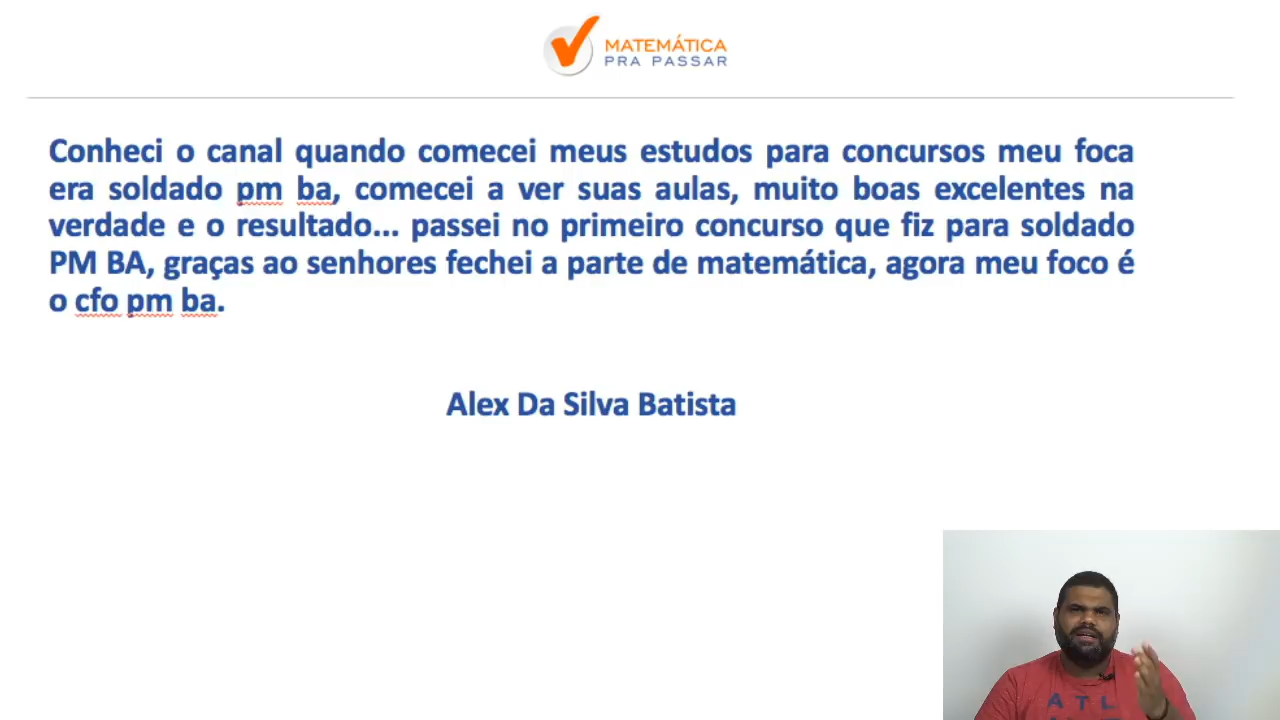 MATEMÁTICA
PRA PASSAR
Conheci o canal quando comecei meus estudos para concursos meu foca
era soldado pm ba, comecei a ver suas aulas, muito boas excelentes na
verdade e o resultado... passei no primeiro concurso que fiz para soldado
PM BA, graças ao senhores fechei a parte de matemática, agora meu foco é
o cfo pm ba.
Alex Da Silva Batista
ATL